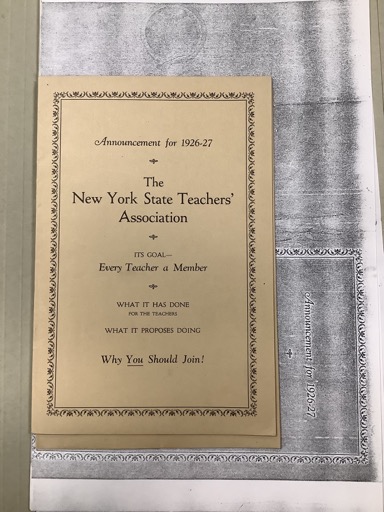 Announcement for 1926-27
The
New York State Teachers'
Association
ITS GOAL—
Every Teacher a Member
WHAT IT HAS DONE
FOR THE TEACHERS
WHAT IT PROPOSES DOING
Why You Should Join!
Announcement for 1926-27